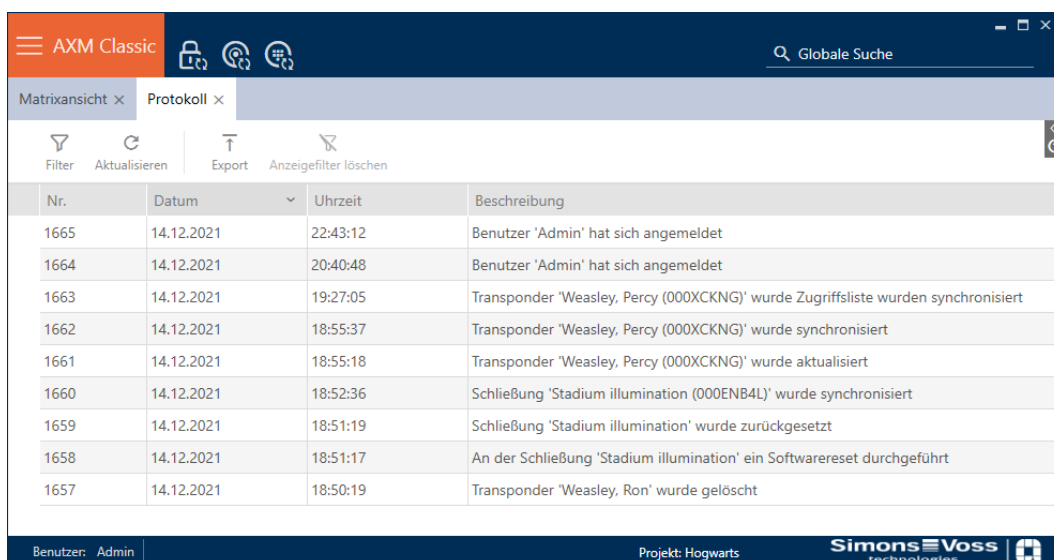 AXM Classic
Globale Suche
Matrixansicht Protokoll
Filter Aktualisieren Export Anzeigefilter löschen
Nr. Datum Uhrzeit Beschreibung
1665 14.12.2021 22:43:12 Benutzer 'Admin' hat sich angemeldet
1664 14.12.2021 20:40:48 Benutzer 'Admin' hat sich angemeldet
1663 14.12.2021 19:27:05 Transponder 'Weasley, Percy (000XCKNG)' wurde Zugriffsliste wurden synchronisiert
1662 14.12.2021 18:55:37 Transponder 'Weasley, Percy (000XCKNG)' wurde synchronisiert
1661 14.12.2021 18:55:18 Transponder 'Weasley, Percy (000XCKNG)' wurde aktualisiert
1660 14.12.2021 18:52:36 Schließung 'Stadium illumination (000ENB4L)' wurde synchronisiert
1659 14.12.2021 18:51:19 Schließung 'Stadium illumination' wurde zurückgesetzt
1658 14.12.2021 18:51:17 An der Schließung 'Stadium illumination' ein Softwarereset durchgeführt
1657 14.12.2021 18:50:19 Transponder 'Weasley, Ron' wurde gelöscht
Benutzer: Admin Projekt: Hogwarts SimonsVoss
technologies